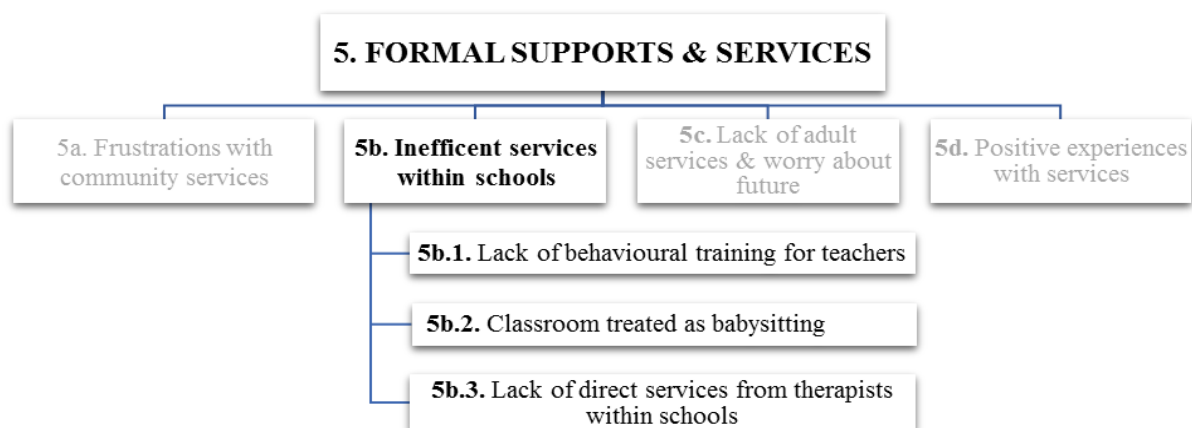 5. FORMAL SUPPORTS & SERVICES
5a. Frustrations with
community services
5b. Inefficent services
within schools
5c. Lack of adult
services & worry about
future
5d. Positive experiences
with services
5b.1. Lack of behavioural training for teachers
5b.2. Classroom treated as babysitting
5b.3. Lack of direct services from therapists
within schools